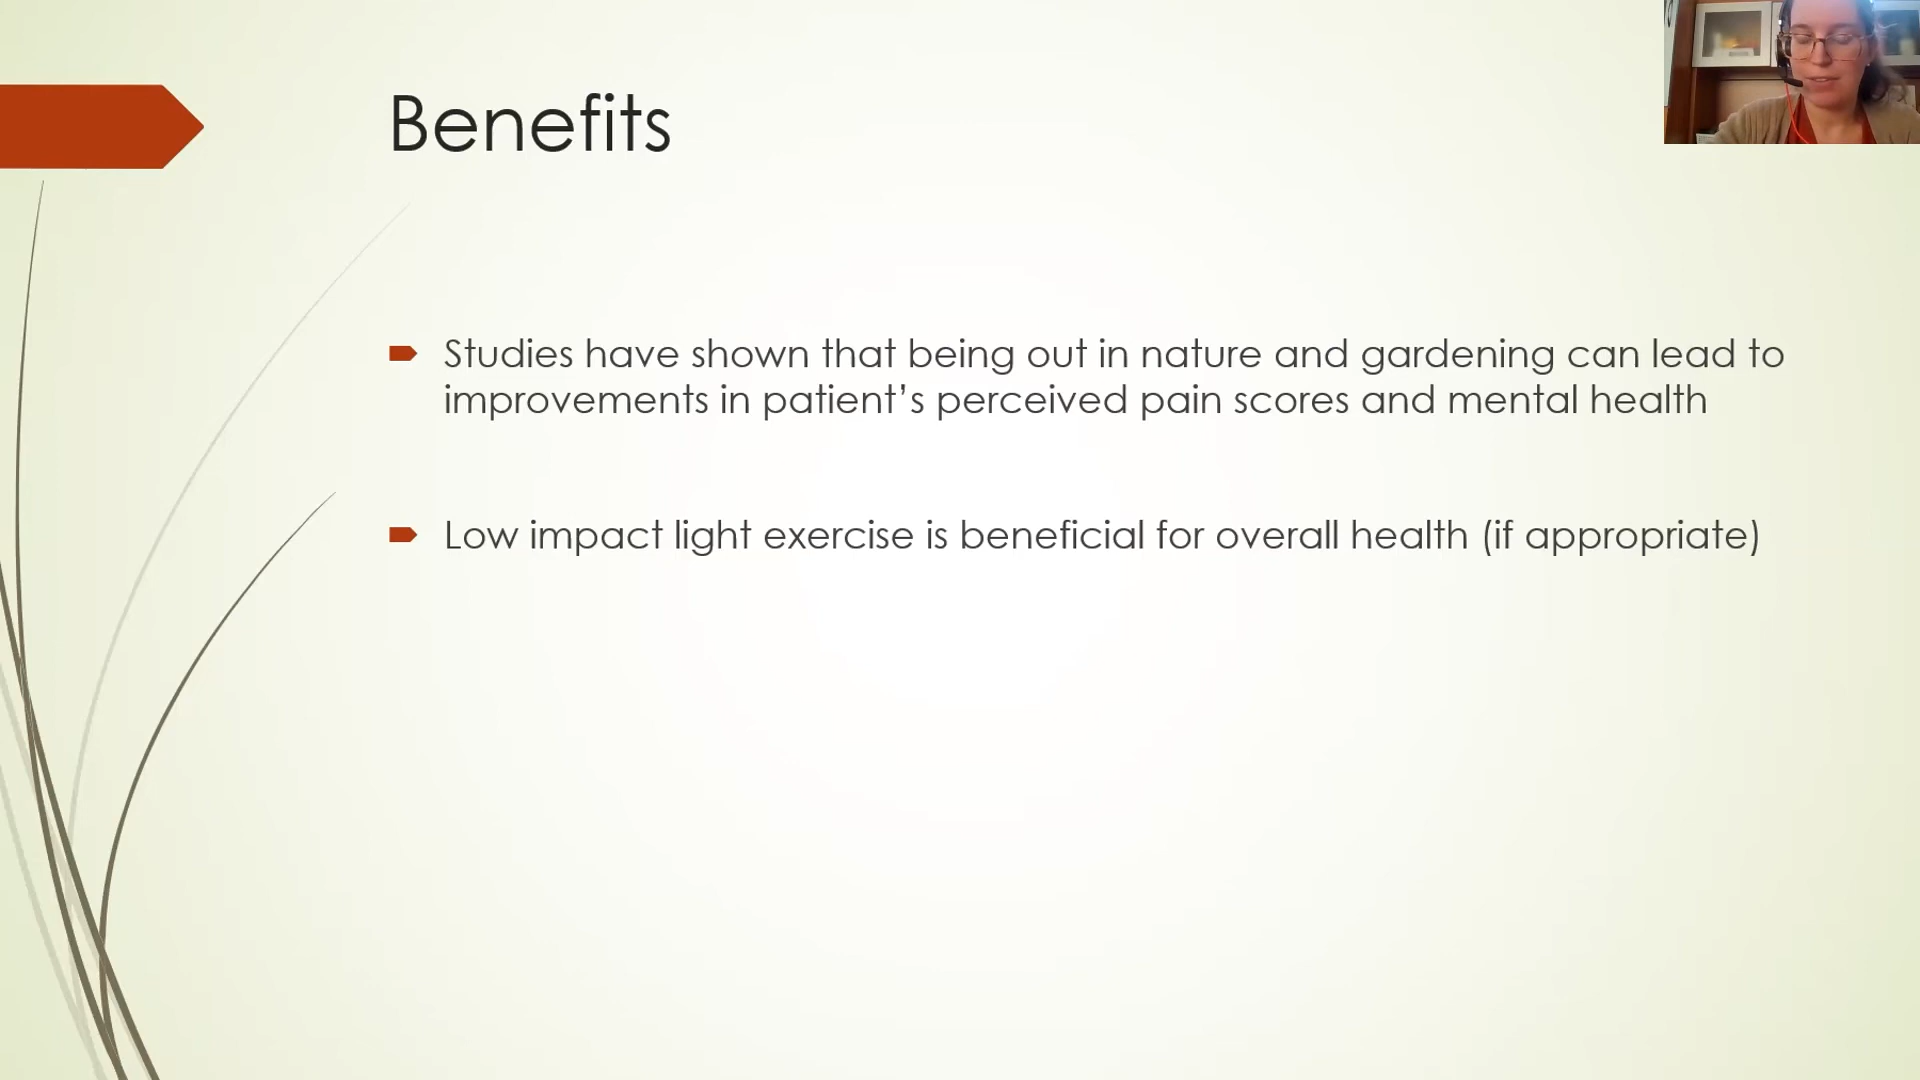 Benefits
Studies have shown that being out in nature and gardening can lead to
improvements in patient’s perceived pain scores and mental health
Low impact light exercise is beneficial for overall health (if appropriate)